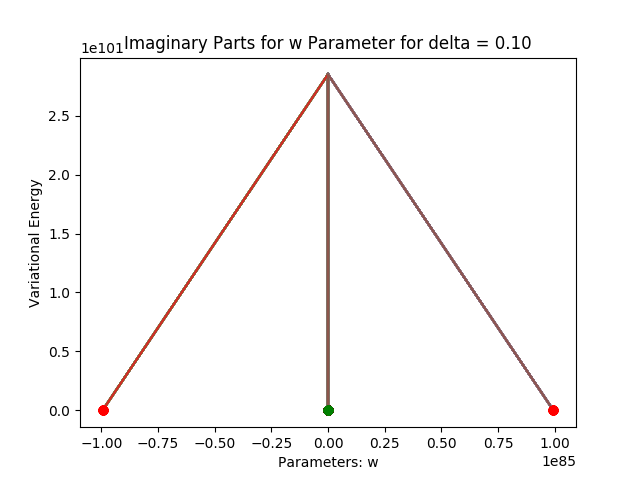 Imaginary Parts for w Parameter for delta = 0.10
1e101
2.5
2.0
1.5
1.0
0.5
0.0
Variational Energy
−1.00 −0.75 −0.50 −0.25 0.00 0.25 0.50 0.75 1.00
1e85
Parameters: w